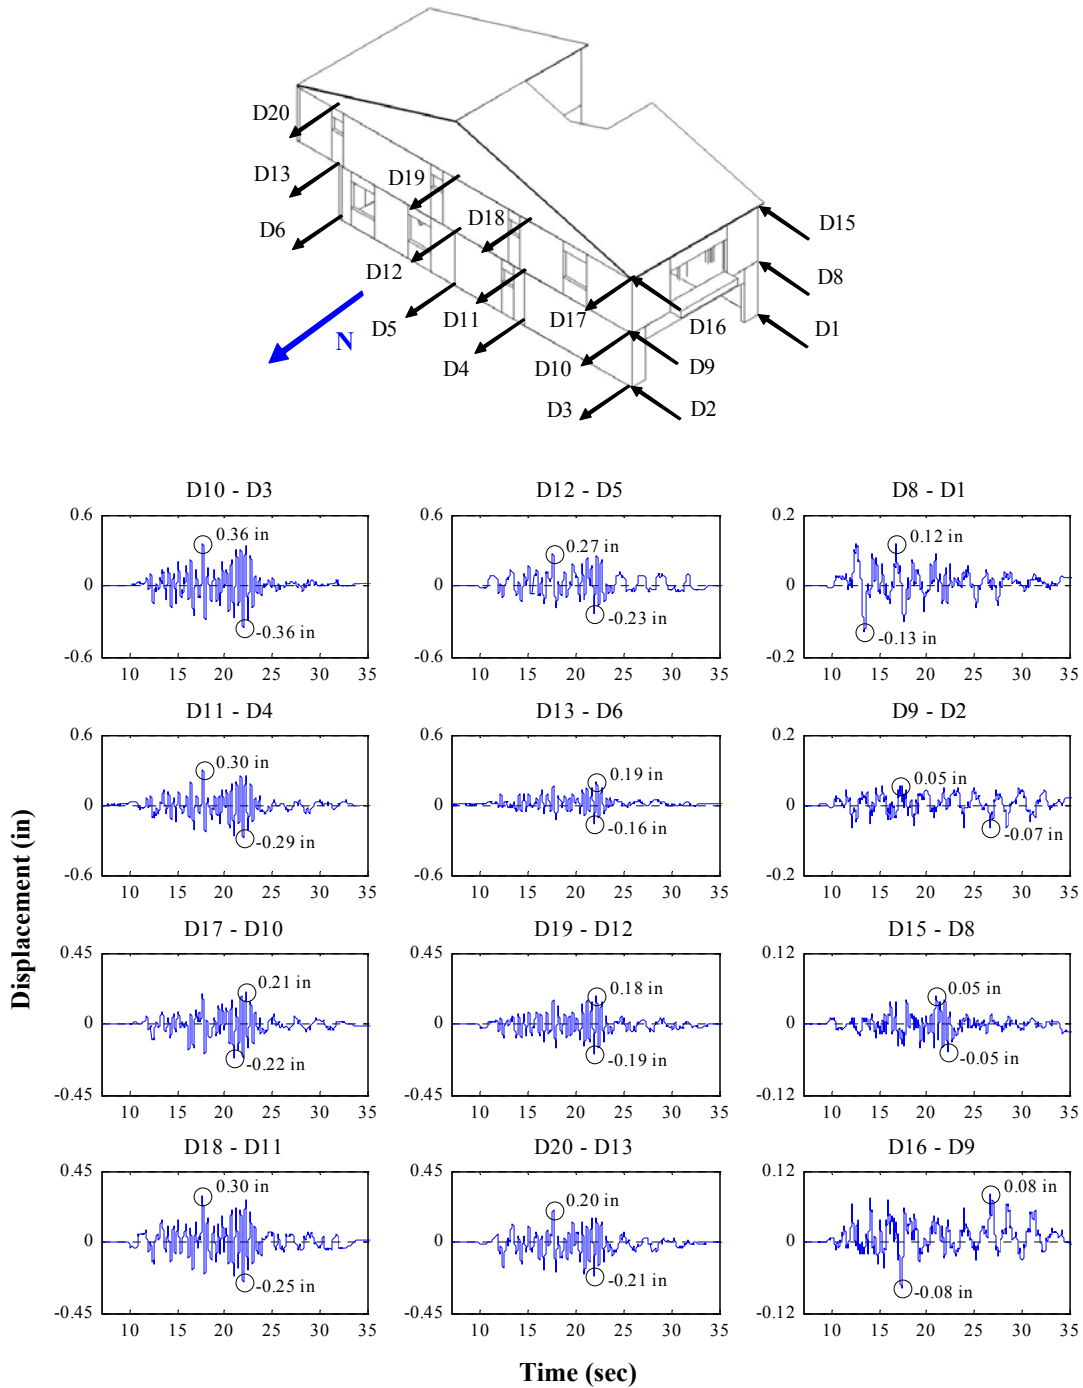 D20
D13
D19
D6
D18
D15
D12
D8
N
D5
D11
D17
D16
D1
D4
D10
D9
D3
D2
D10 - D3
D12 - D5
D8 - D1
0.6
0
-0.6
0.36 in
-0.36 in
10 15 20 25 30 35
0.6
0
-0.6
0.27 in
-0.23 in
10 15 20 25 30 35
0.2
0
-0.2
0.12 in
-0.13 in
10 15 20 25 30 35
D11 - D4
D13 - D6
D9 - D2
0.6
0
-0.6
0.30 in
-0.29 in
10 15 20 25 30 35
0.6
0
-0.6
0.19 in
-0.16 in
10 15 20 25 30 35
0.2
0
-0.2
0.05 in
-0.07 in
10 15 20 25 30 35
D17 - D10
D19 - D12
D15 - D8
0.45
0
-0.45
0.21 in
-0.22 in
10 15 20 25 30 35
0.45
0
-0.45
0.18 in
-0.19 in
10 15 20 25 30 35
0.12
0
-0.12
0.05 in
-0.05 in
10 15 20 25 30 35
D18 - D11
D20 - D13
D16 - D9
0.45
0
-0.45
0.30 in
-0.25 in
10 15 20 25 30 35
0.45
0
-0.45
0.20 in
-0.21 in
10 15 20 25 30 35
0.12
0
-0.12
0.08 in
-0.08 in
10 15 20 25 30 35
Displacement (in)
Time (sec)